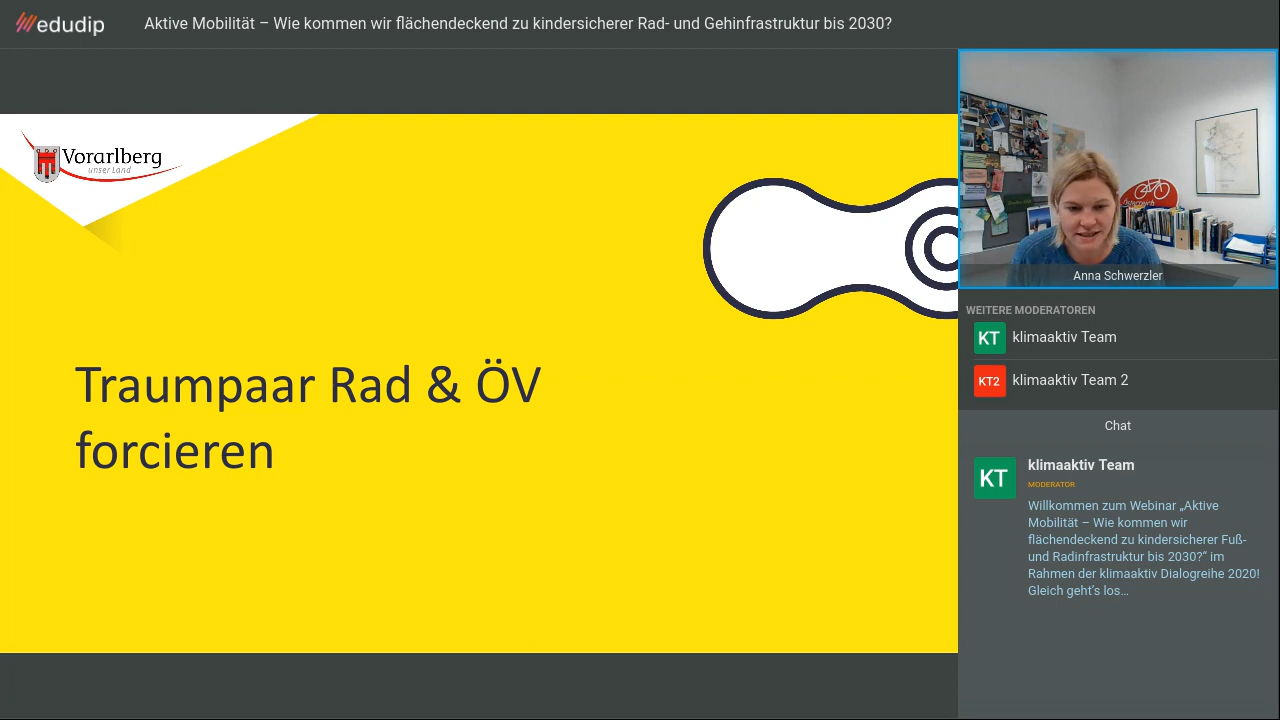 edudip
Aktive Mobilität – Wie kommen wir flächendeckend zu kindersicherer Rad- und Gehinfrastruktur bis 2030?
Vorarlberg
unser Land
Traumpaar Rad & ÖV
forcieren
Österreich
Anna Schwerzler
WEITERE MODERATOREN
KT
klimaaktiv Team
KT2
klimaaktiv Team 2
Chat
KT
klimaaktiv Team
MODERATOR
Willkommen zum Webinar „Aktive
Mobilität – Wie kommen wir
flächendeckend zu kindersicherer Fuß-
und Radinfrastruktur bis 2030?“ im
Rahmen der klimaaktiv Dialogreihe 2020!
Gleich geht’s los…